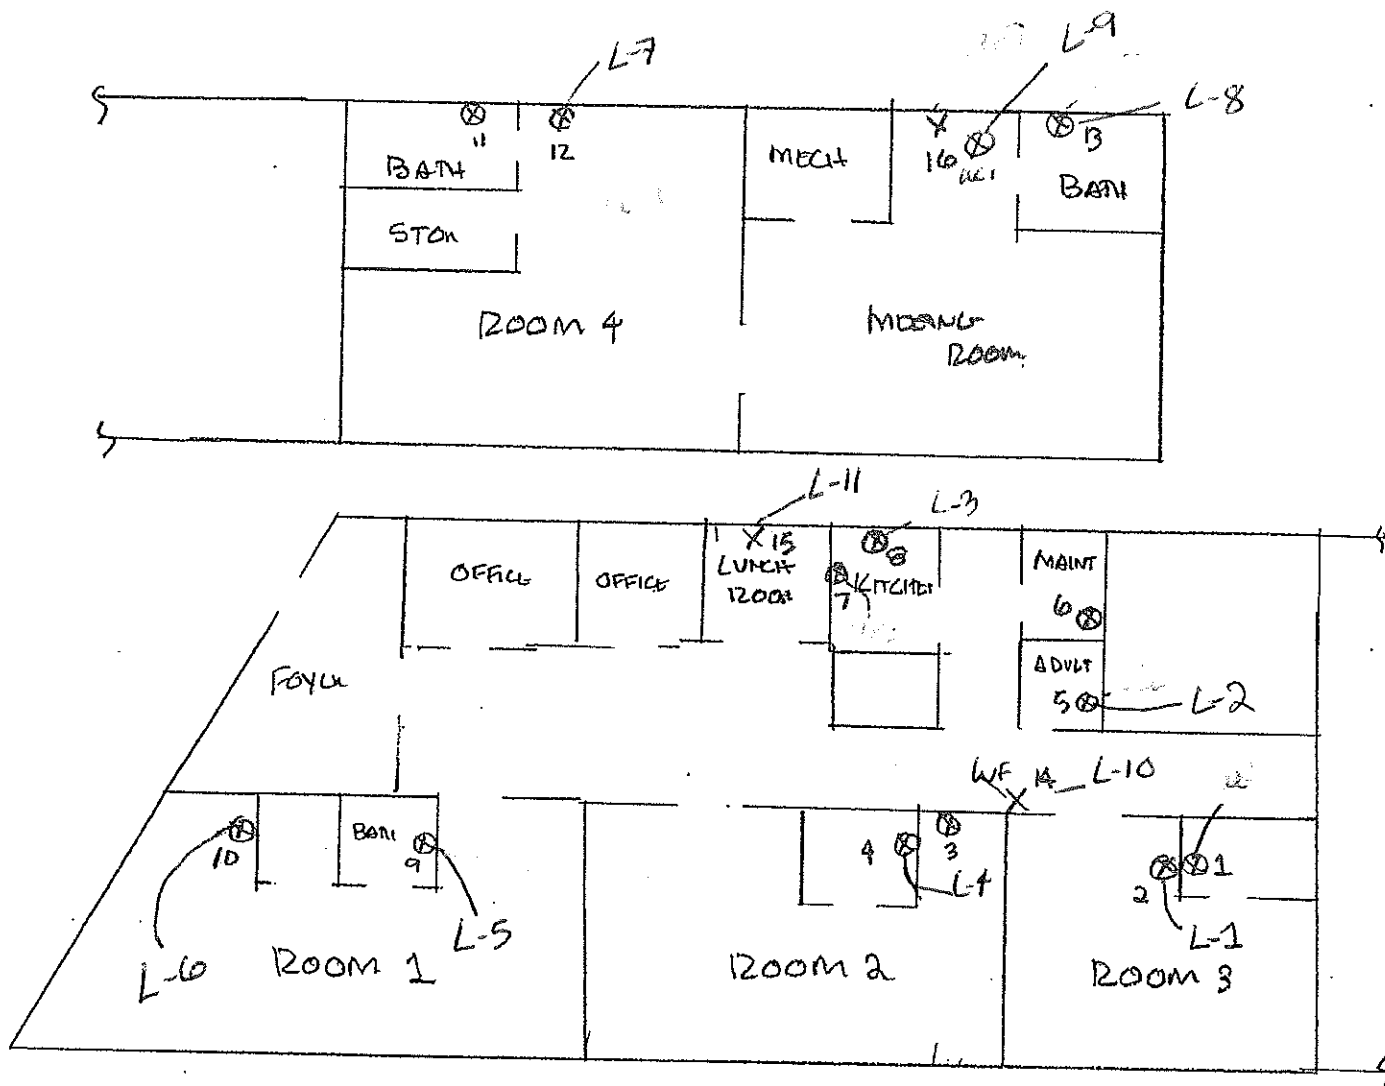 L-7
L-9
L-8
11
12
BATH
STOR
ROOM 4
MECH
16
13
BATH
ROOM
L-11
L-3
OFFICE
OFFICE
15
LUNCH
ROOM
8
KITCHEN
7
MAINT
6
ADULT
5
L-2
FOYER
WF
14
L-10
10
BATH
9
4
3
L-4
2
1
L-1
L-6
ROOM 1
L-5
ROOM 2
ROOM 3